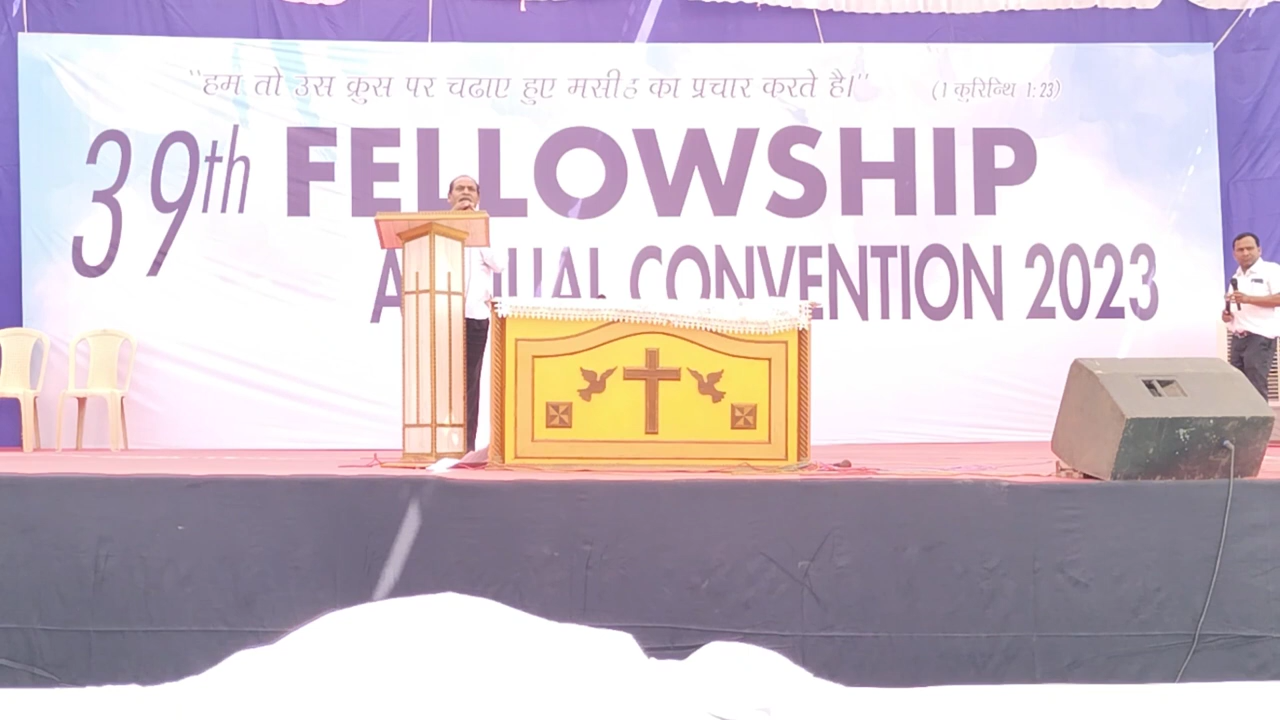 "हम तो उस क्रुस पर चढाए हुए मसीह का प्रचार करते है।" (1 कुरिन्थि 1:23)
39th FELLOWSHIP
CONVENTION 2023